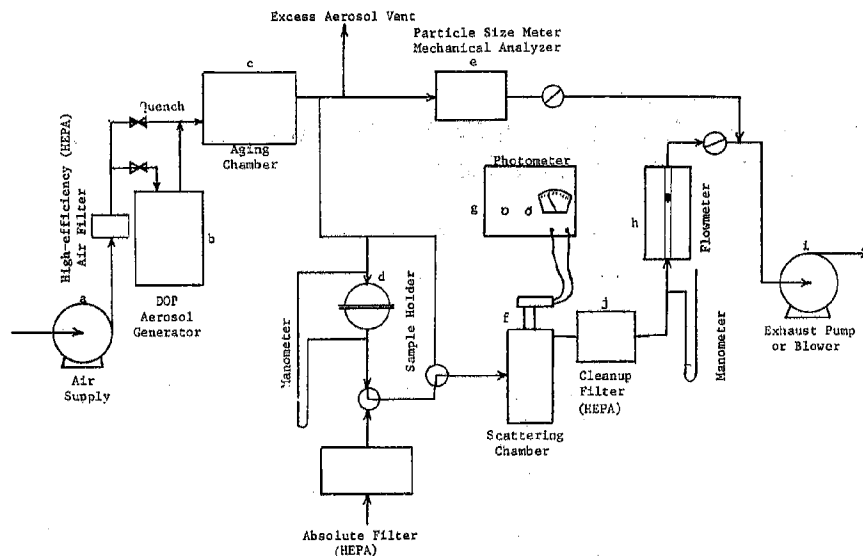 Excess Aerosol Vent
Particle Size Meter
Mechanical Analyzer
e
c
Quench
Aging
Chamber
High-efficiency (HEPA)
Air Filter
b
DOP
Aerosol
Generator
a
Air
Supply
Photometer
g
h
Flowmeter
d
Sample Holder
Manometer
f
Scattering
Chamber
j
Cleanup
Filter
(HEPA)
Manometer
i
Exhaust Pump
or Blower
Absolute Filter
(HEPA)